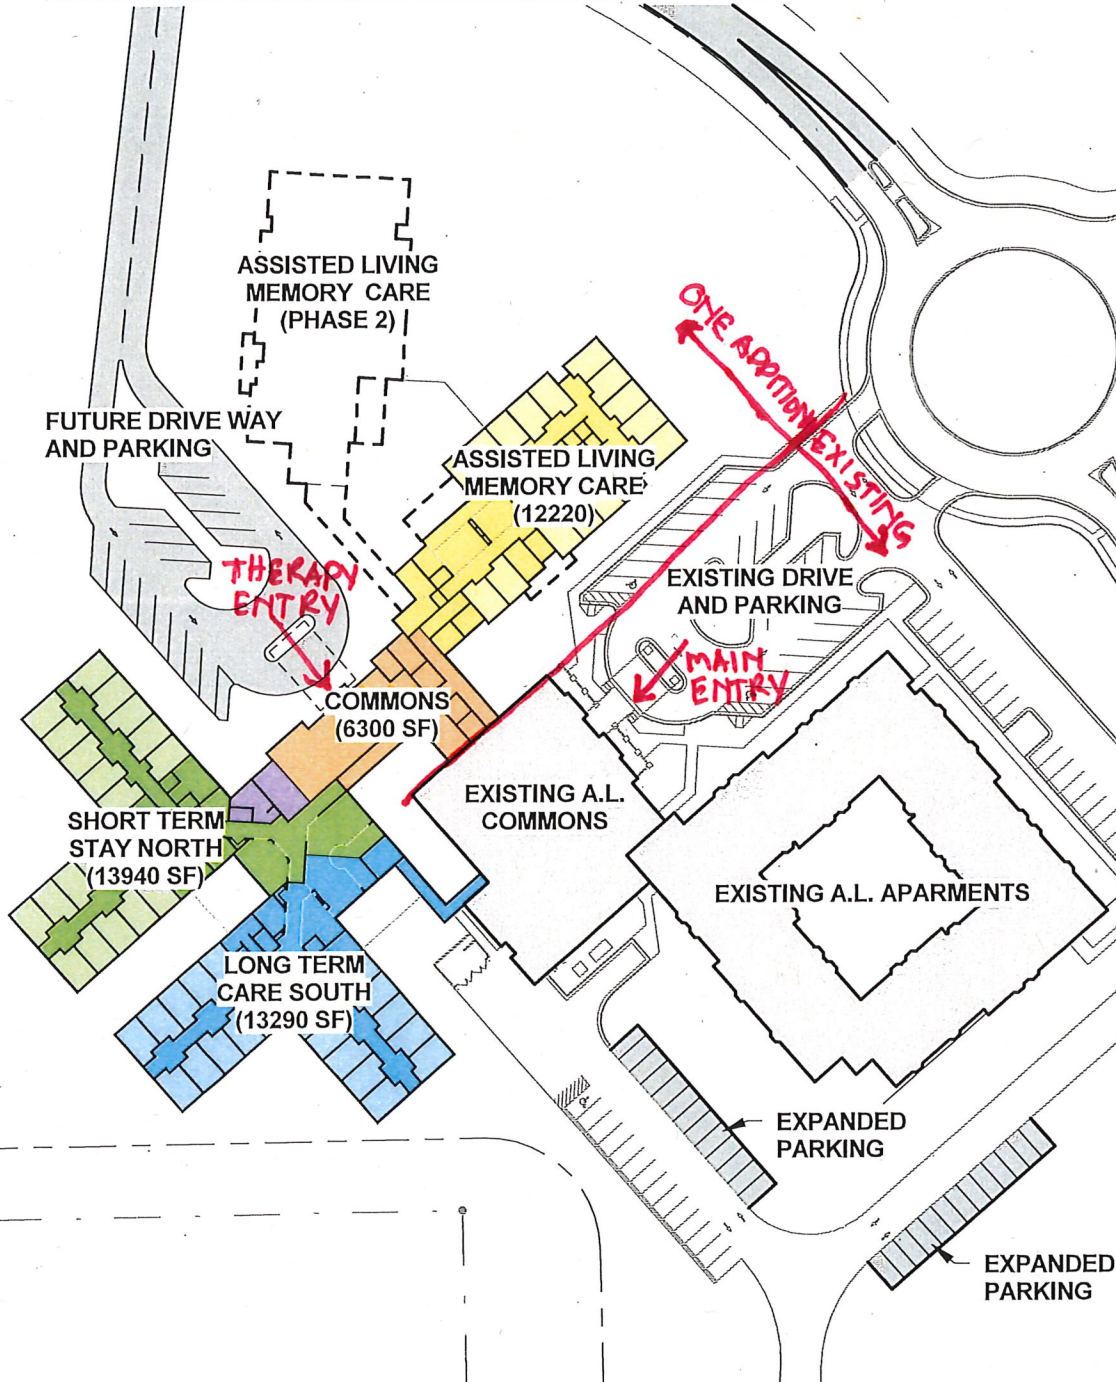 ASSISTED LIVING
MEMORY CARE
(PHASE 2)
ONE ADDITION
EXISTING
FUTURE DRIVE WAY
AND PARKING
ASSISTED LIVING
MEMORY CARE
(12220)
THERAPY
ENTRY
EXISTING DRIVE
AND PARKING
MAIN
ENTRY
COMMONS
(6300 SF)
EXISTING A.L.
COMMONS
SHORT TERM
STAY NORTH
(13940 SF)
EXISTING A.L. APARMENTS
LONG TERM
CARE SOUTH
(13290 SF)
EXPANDED
PARKING
EXPANDED
PARKING